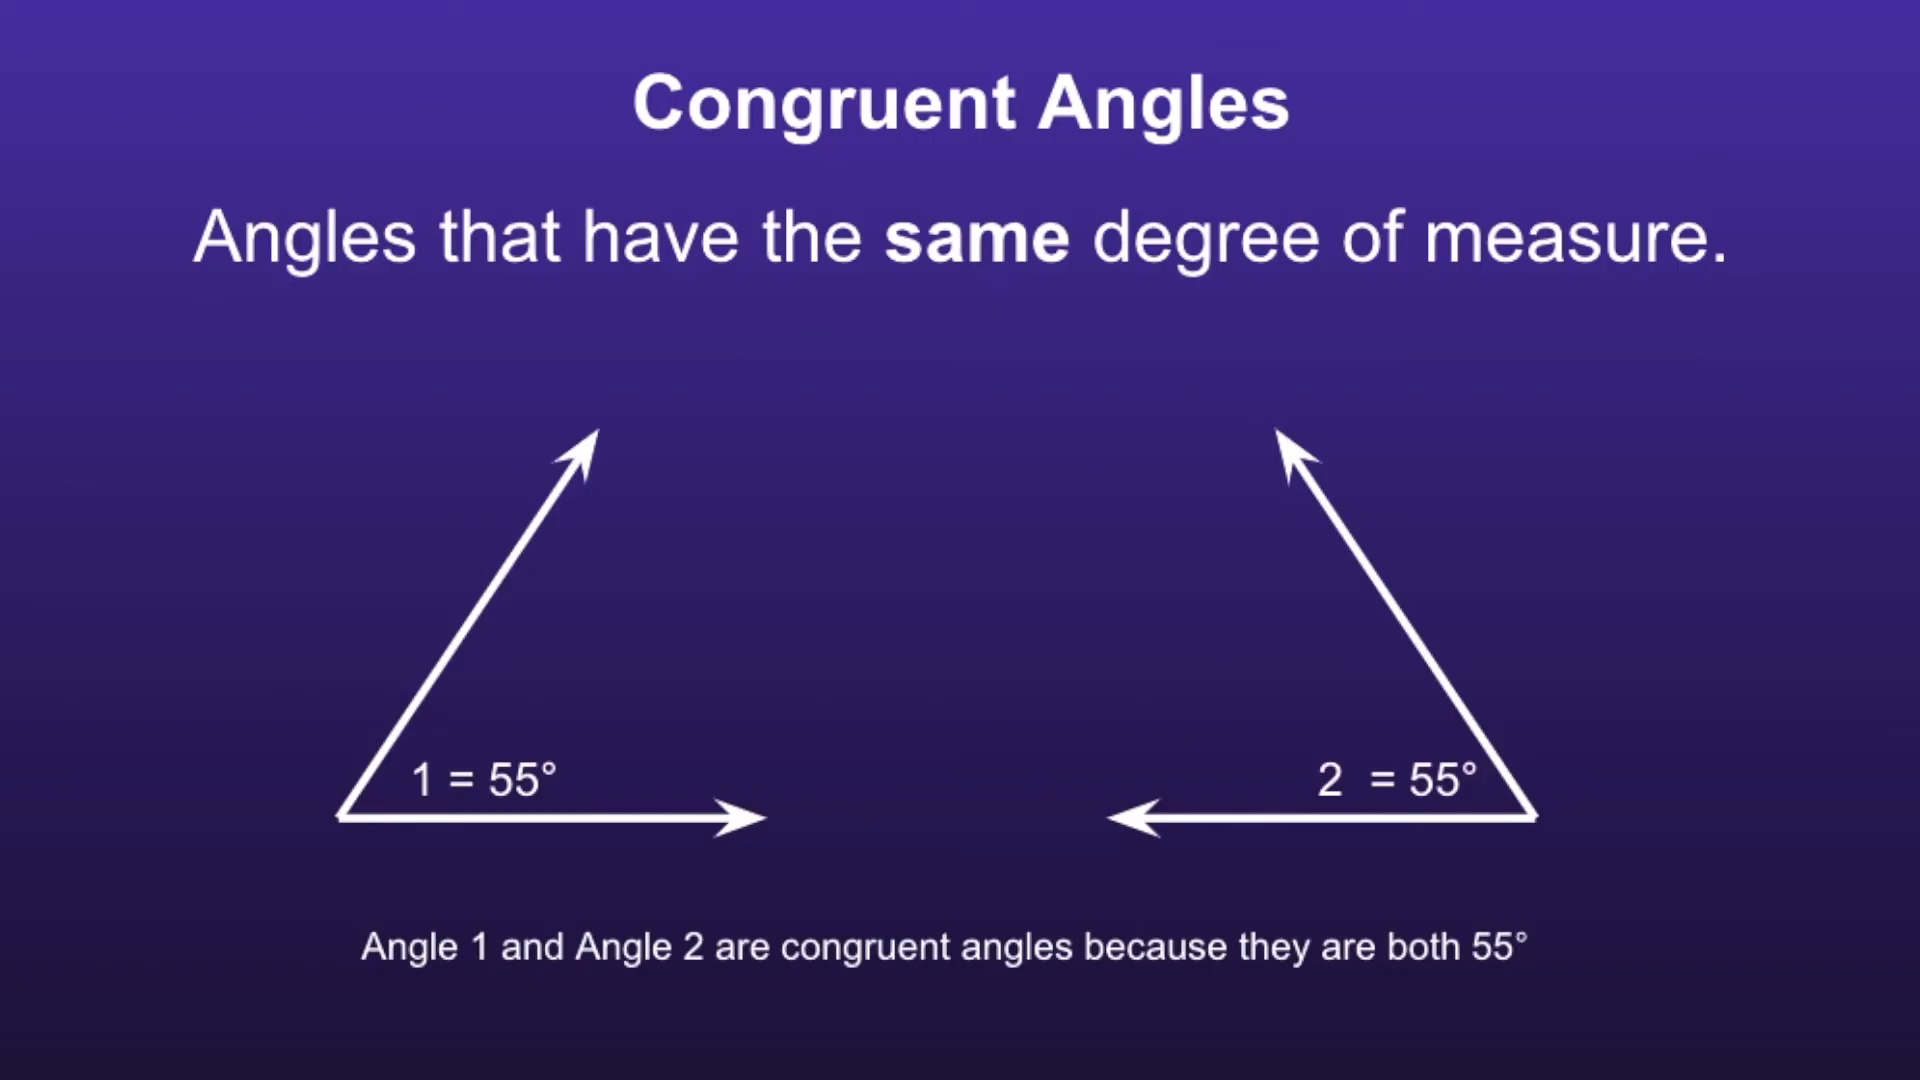 Congruent Angles
Angles that have the same degree of measure.
1 = 55°
2 = 55°
Angle 1 and Angle 2 are congruent angles because they are both 55°